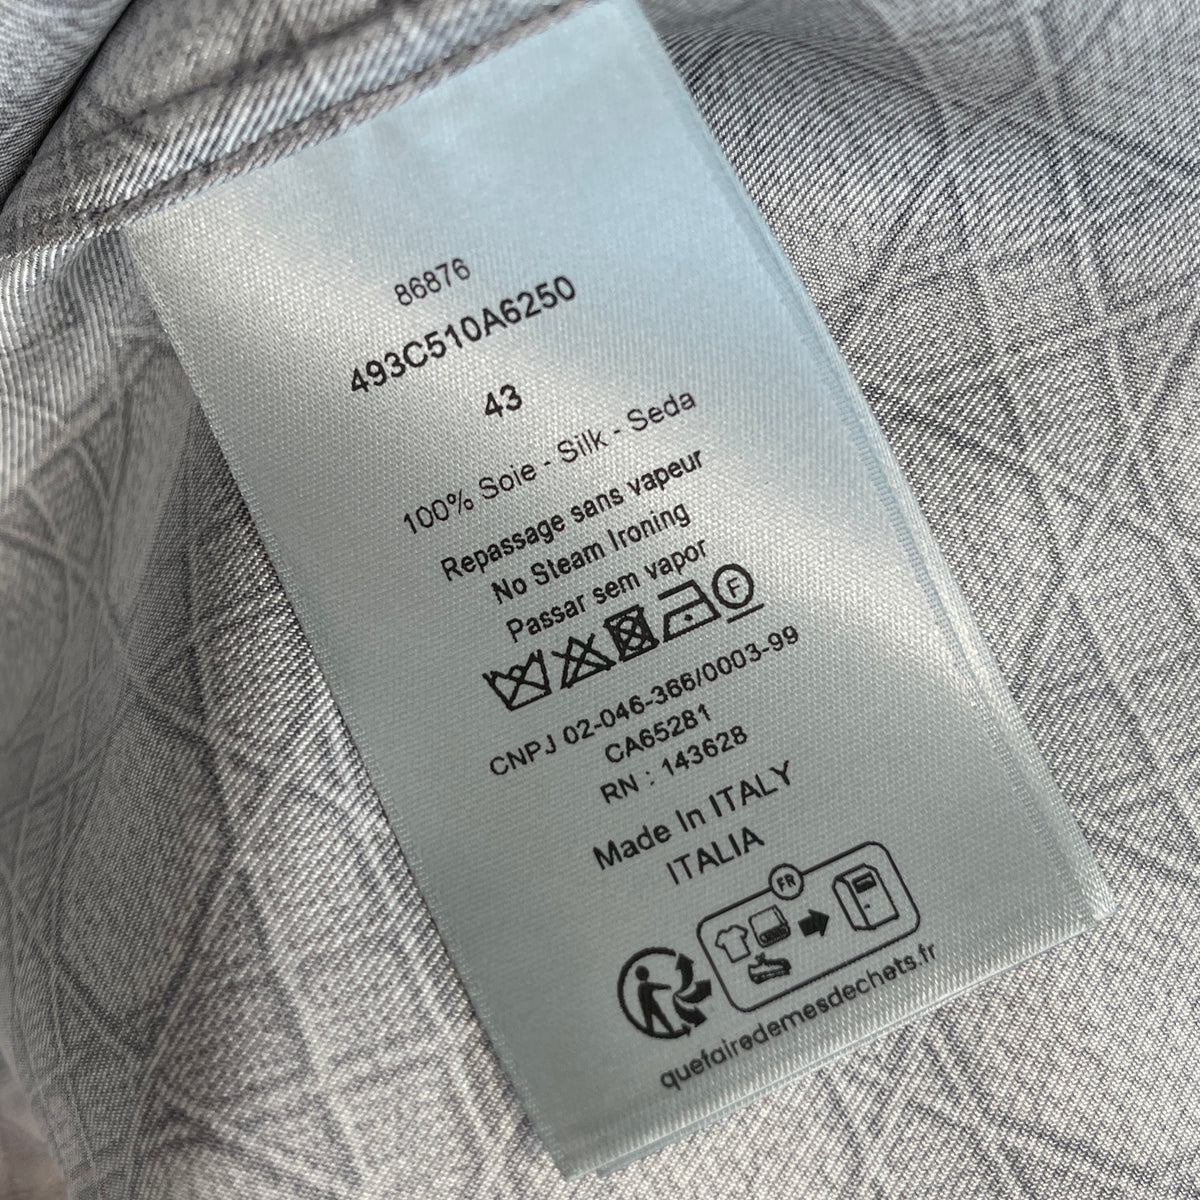 86876
493C510A6250
43
100% Soie - Silk - Seda
Repassage sans vapeur
No Steam Ironing
Passar sem vapor
F
CNPJ 02-046-366/0003-99
CA65281
RN : 143628
Made In ITALY
ITALIA
FR
quefairedemesdechets.fr